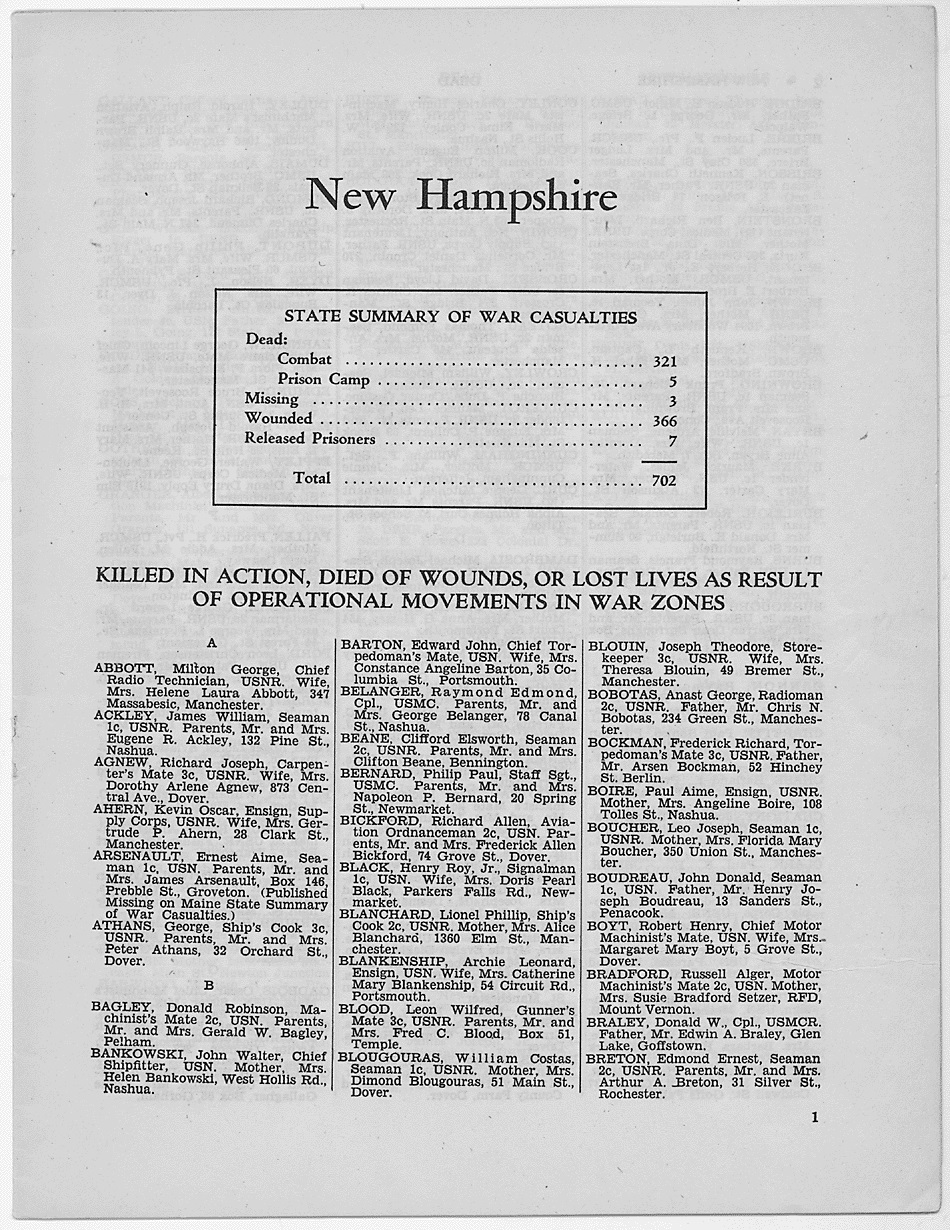 New Hampshire
STATE SUMMARY OF WAR CASUALTIES
Dead:
Combat ........................................ 321
Prison Camp ................................... 5
Missing ........................................ 3
Wounded ........................................ 366
Released Prisoners ................................ 7
Total ........................................ 702
KILLED IN ACTION, DIED OF WOUNDS, OR LOST LIVES AS RESULT
OF OPERATIONAL MOVEMENTS IN WAR ZONES
A
ABBOTT, Milton George, Chief
Radio Technician, USNR. Wife,
Mrs. Helene Laura Abbott, 347
Massabesic, Manchester.
ACKLEY, James William, Seaman
1c, USNR. Parents, Mr. and Mrs.
Eugene R. Ackley, 132 Pine St.,
Nashua.
AGNEW, Richard Joseph, Carpen-
ter's Mate 3c, USNR. Wife, Mrs.
Dorothy Arlene Agnew, 873 Cen-
tral Ave., Dover.
AHERN, Kevin Oscar, Ensign, Sup-
ply Corps, USNR. Wife, Mrs. Ger-
trude P. Ahern, 28 Clark St.,
Manchester.
ARSENAULT, Ernest Aime, Sea-
man 1c, USN. Parents, Mr. and
Mrs. James Arsenault, Box 146,
Prebble St., Groveton. (Published
Missing on Maine State Summary
of War Casualties.)
ATHANS, George, Ship's Cook 3c,
USNR. Parents, Mr. and Mrs.
Peter Athans, 32 Orchard St.,
Dover.
B
BAGLEY, Donald Robinson, Ma-
chinist's Mate 2c, USN. Parents,
Mr. and Mrs. Gerald W. Bagley,
Pelham.
BANKOWSKI, John Walter, Chief
Shipfitter, USN. Mother, Mrs.
Helen Bankowski, West Hollis Rd.,
Nashua.
BARTON, Edward John, Chief Tor-
pedoman's Mate, USN. Wife, Mrs.
Constance Angeline Barton, 35 Co-
lumbia St., Portsmouth.
BELANGER, Raymond Edmond,
Cpl., USMC. Parents, Mr. and
Mrs. George Belanger, 78 Canal
St., Nashua.
BEANE, Clifford Elsworth, Seaman
2c, USNR. Parents, Mr. and Mrs.
Clifton Beane, Bennington.
BERNARD, Philip Paul, Staff Sgt.,
USMC. Parents, Mr. and Mrs.
Napoleon P. Bernard, 20 Spring
St., Newmarket.
BICKFORD, Richard Allen, Avia-
tion Ordnanceman 2c, USN. Par-
ents, Mr. and Mrs. Frederick Allen
Bickford, 74 Grove St., Dover.
BLACK, Henry Roy, Jr., Signalman
1c, USN. Wife, Mrs. Doris Pearl
Black, Parkers Falls Rd., New-
market.
BLANCHARD, Lionel Phillip, Ship's
Cook 2c, USNR. Mother, Mrs. Alice
Blanchard, 1360 Elm St., Man-
chester.
BLANKENSHIP, Archie Leonard,
Ensign, USN. Wife, Mrs. Catherine
Mary Blankenship, 54 Circuit Rd.,
Portsmouth.
BLOOD, Leon Wilfred, Gunner's
Mate 3c, USNR. Parents, Mr. and
Mrs. Fred C. Blood, Box 51,
Temple.
BLOUGOURAS, William Costas,
Seaman 1c, USNR. Mother, Mrs.
Dimond Blougouras, 51 Main St.,
Dover.
BLOUIN, Joseph Theodore, Store-
keeper 3c, USNR. Wife, Mrs.
Theresa Blouin, 49 Bremer St.,
Manchester.
BOBOTAS, Anast George, Radioman
2c, USNR. Father, Mr. Chris N.
Bobotas, 234 Green St., Manches-
ter.
BOCKMAN, Frederick Richard, Tor-
pedoman's Mate 3c, USNR. Father,
Mr. Arsen Bockman, 52 Hinchey
St. Berlin.
BOIRE, Paul Aime, Ensign, USNR.
Mother, Mrs. Angeline Boire, 108
Tolles St., Nashua.
BOUCHER, Leo Joseph, Seaman 1c,
USNR. Mother, Mrs. Florida Mary
Boucher, 350 Union St., Manches-
ter.
BOUDREAU, John Donald, Seaman
1c, USN. Father, Mr. Henry Jo-
seph Boudreau, 13 Sanders St.,
Penacook.
BOYT, Robert Henry, Chief Motor
Machinist's Mate, USN. Wife, Mrs.
Margaret Mary Boyt, 5 Grove St.,
Dover.
BRADFORD, Russell Alger, Motor
Machinist's Mate 2c, USN. Mother,
Mrs. Susie Bradford Setzer, RFD,
Mount Vernon.
BRALEY, Donald W., Cpl., USMCR.
Father, Mr. Edwin A. Braley, Glen
Lake, Goffstown.
BRETON, Edmond Ernest, Seaman
2c, USNR. Parents, Mr. and Mrs.
Arthur A. Breton, 31 Silver St.,
Rochester.
1